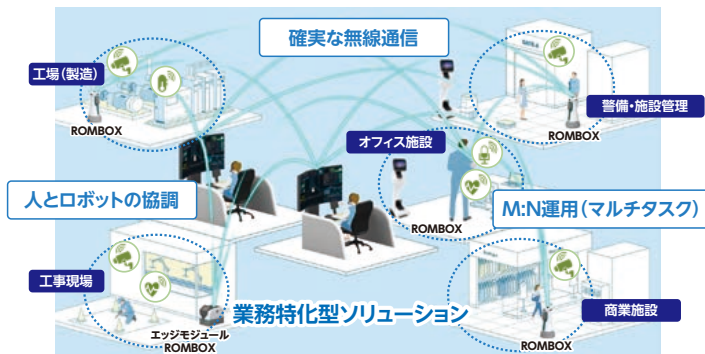 確実な無線通信
工場（製造）
ROMBOX
警備・施設管理
ROMBOX
オフィス施設
ROMBOX
人とロボットの協調
M:N運用（マルチタスク）
工事現場
エッジモジュール
ROMBOX
業務特化型ソリューション
商業施設
ROMBOX